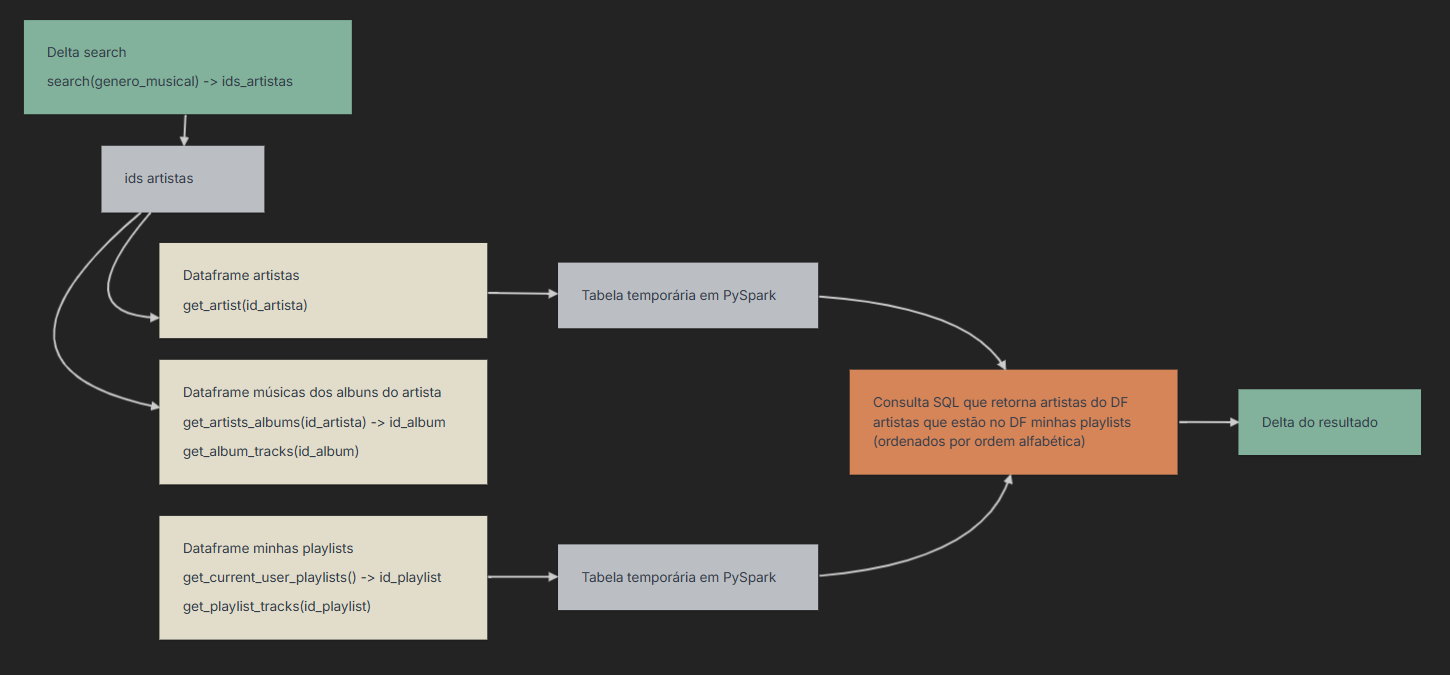 Delta search
search(genero_musical) -> ids_artistas
ids artistas
Dataframe artistas
get_artist(id_artista)
Tabela temporária em PySpark
Dataframe músicas dos albuns do artista
get_artists_albums(id_artista) -> id_album
get_album_tracks(id_album)
Consulta SQL que retorna artistas do DF
artistas que estão no DF minhas playlists
(ordenados por ordem alfabética)
Delta do resultado
Dataframe minhas playlists
get_current_user_playlists() -> id_playlist
get_playlist_tracks(id_playlist)
Tabela temporária em PySpark